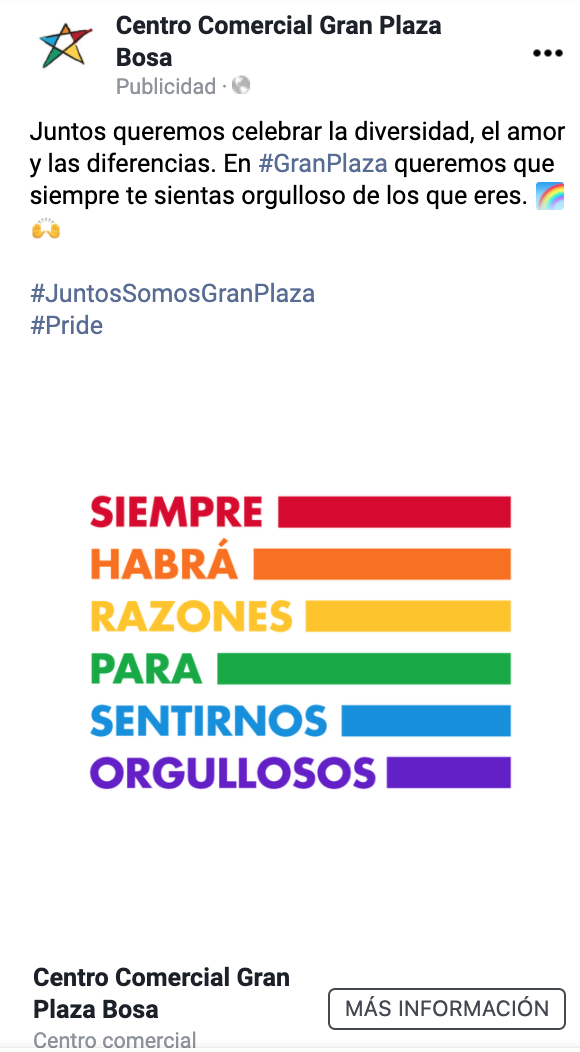 Centro Comercial Gran Plaza
Bosa
Publicidad ·
Juntos queremos celebrar la diversidad, el amor
y las diferencias. En #GranPlaza queremos que
siempre te sientas orgulloso de los que eres. 🌈
🙌
#JuntosSomosGranPlaza
#Pride
SIEMPRE
HABRÁ
RAZONES
PARA
SENTIRNOS
ORGULLOSOS
Centro Comercial Gran
Plaza Bosa
MÁS INFORMACIÓN
Centro comercial